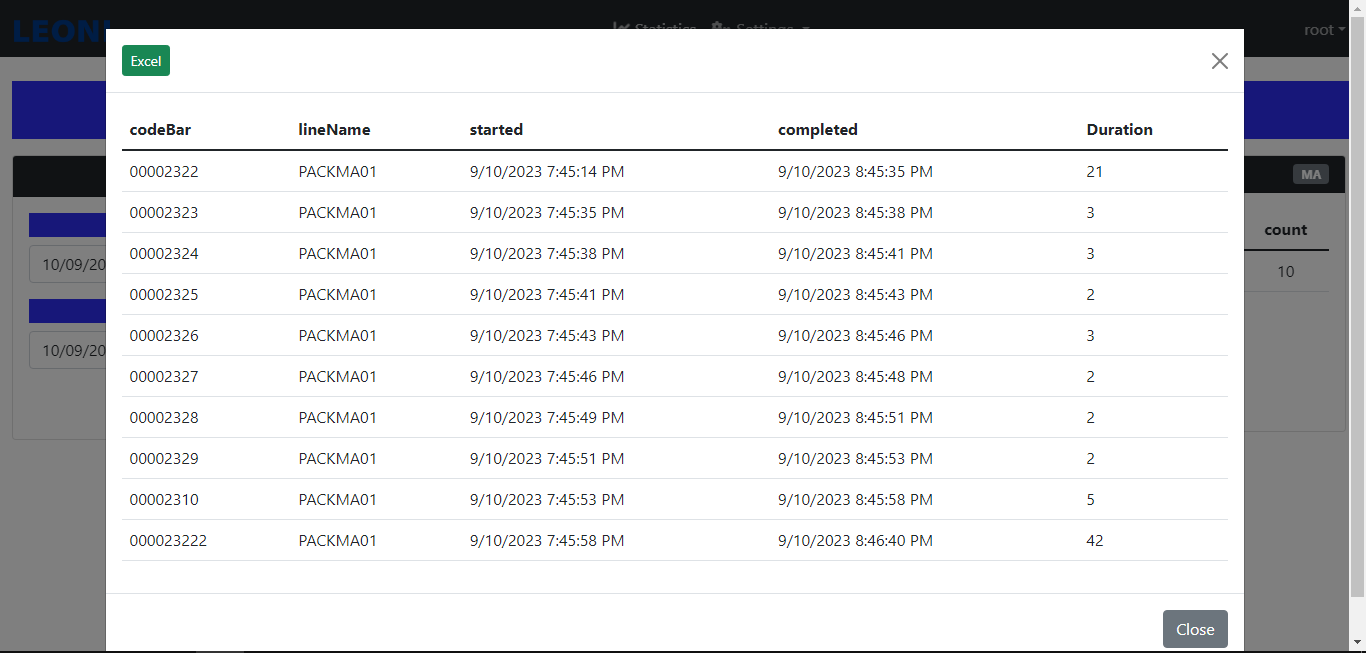 LEONI
Statistics Settings
root
Excel
codeBar lineName started completed Duration
00002322 PACKMA01 9/10/2023 7:45:14 PM 9/10/2023 8:45:35 PM 21
00002323 PACKMA01 9/10/2023 7:45:35 PM 9/10/2023 8:45:38 PM 3
00002324 PACKMA01 9/10/2023 7:45:38 PM 9/10/2023 8:45:41 PM 3
00002325 PACKMA01 9/10/2023 7:45:41 PM 9/10/2023 8:45:43 PM 2
00002326 PACKMA01 9/10/2023 7:45:43 PM 9/10/2023 8:45:46 PM 3
00002327 PACKMA01 9/10/2023 7:45:46 PM 9/10/2023 8:45:48 PM 2
00002328 PACKMA01 9/10/2023 7:45:49 PM 9/10/2023 8:45:51 PM 2
00002329 PACKMA01 9/10/2023 7:45:51 PM 9/10/2023 8:45:53 PM 2
00002310 PACKMA01 9/10/2023 7:45:53 PM 9/10/2023 8:45:58 PM 5
000023222 PACKMA01 9/10/2023 7:45:58 PM 9/10/2023 8:46:40 PM 42
Close
10/09/20
10/09/20
MA
count
10